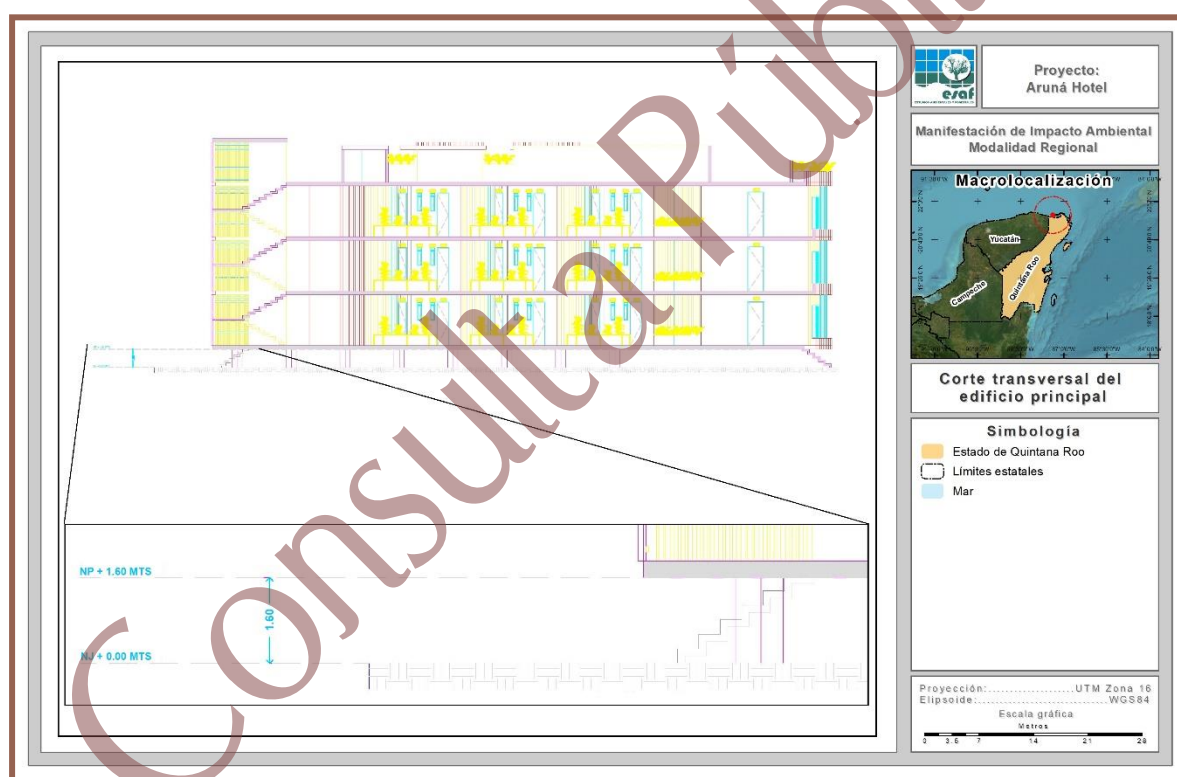 Consulta Públi
esaf
Proyecto:
Aruná Hotel
Manifestación de Impacto Ambiental
Modalidad Regional
Macrolocalización
Yucatán
Quintana Roo
Campeche
Corte transversal del
edificio principal
Simbología
Estado de Quintana Roo
Límites estatales
Mar
NP + 1.60 MTS
1.60
NJ + 0.00 MTS
Proyección:....................UTM Zona 16
Elipsoide:..............................WGS84
Escala gráfica
Metros
0 3.5 7 14 21 28